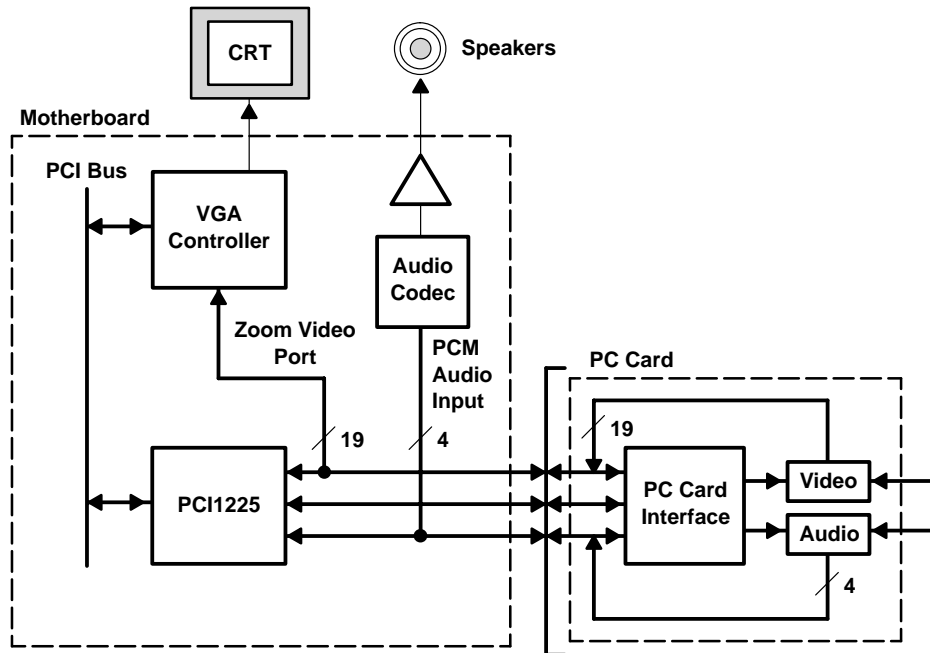 CRT
Speakers
Motherboard
PCI Bus
VGA
Controller
Audio
Codec
Zoom Video
Port
PCM
Audio
Input
PC Card
19
4
19
PCI1225
PC Card
Interface
Video
Audio
4